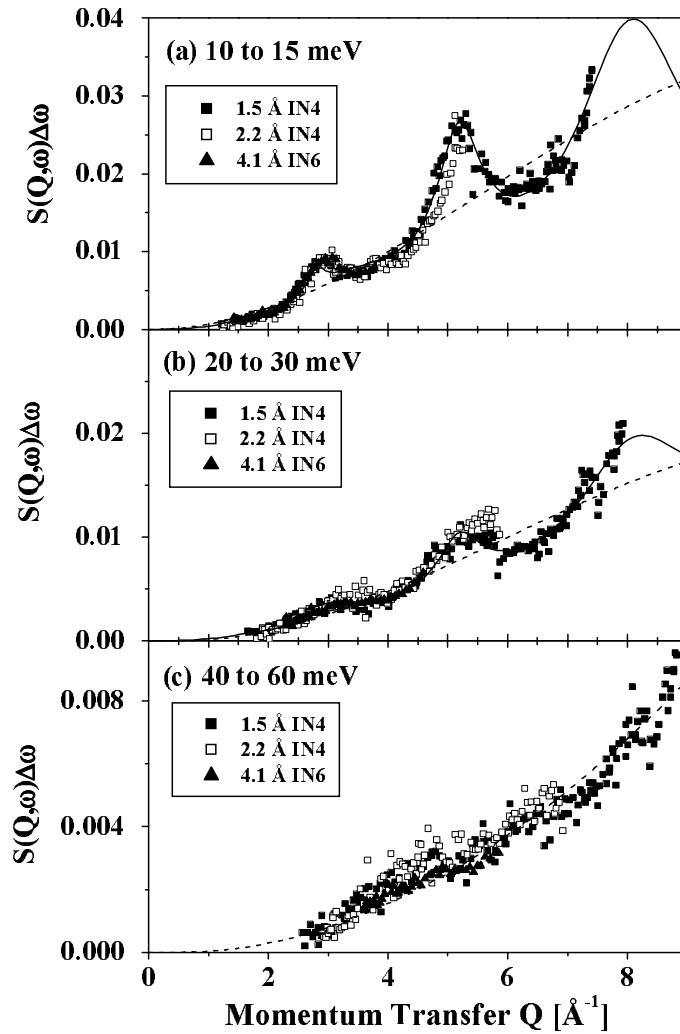 0.04
(a) 10 to 15 meV
1.5 Å IN4
2.2 Å IN4
4.1 Å IN6
0.03
0.02
0.01
0.00
S(Q,ω)Δω
(b) 20 to 30 meV
1.5 Å IN4
2.2 Å IN4
4.1 Å IN6
0.02
0.01
0.00
S(Q,ω)Δω
(c) 40 to 60 meV
1.5 Å IN4
2.2 Å IN4
4.1 Å IN6
0.008
0.004
0.000
S(Q,ω)Δω
0 2 4 6 8
Momentum Transfer Q [Å⁻¹]